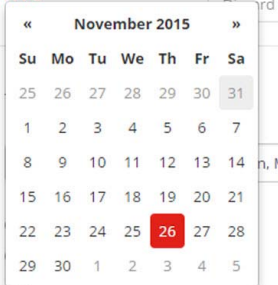 « November 2015 »
Su Mo Tu We Th Fr Sa
25 26 27 28 29 30 31
1 2 3 4 5 6 7
8 9 10 11 12 13 14
15 16 17 18 19 20 21
22 23 24 25 26 27 28
29 30 1 2 3 4 5